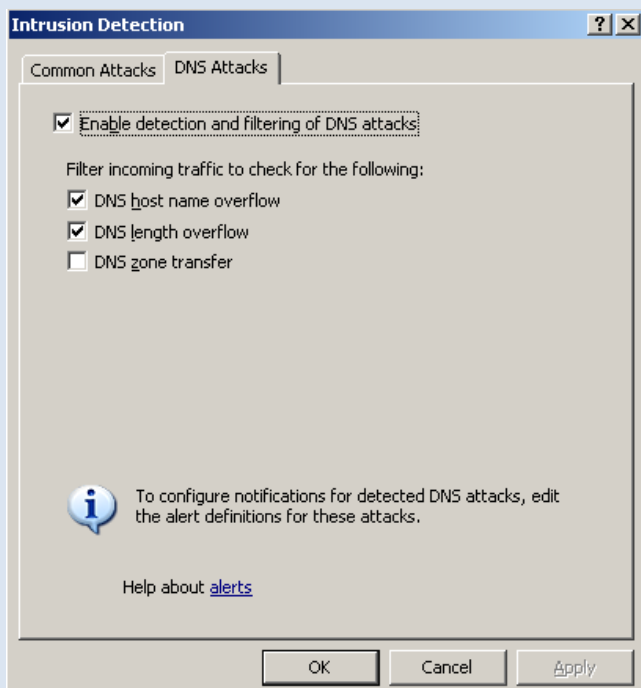 Intrusion Detection
Common Attacks
DNS Attacks
Enable detection and filtering of DNS attacks
Filter incoming traffic to check for the following:
DNS host name overflow
DNS length overflow
DNS zone transfer
To configure notifications for detected DNS attacks, edit
the alert definitions for these attacks.
Help about alerts
OK
Cancel
Apply